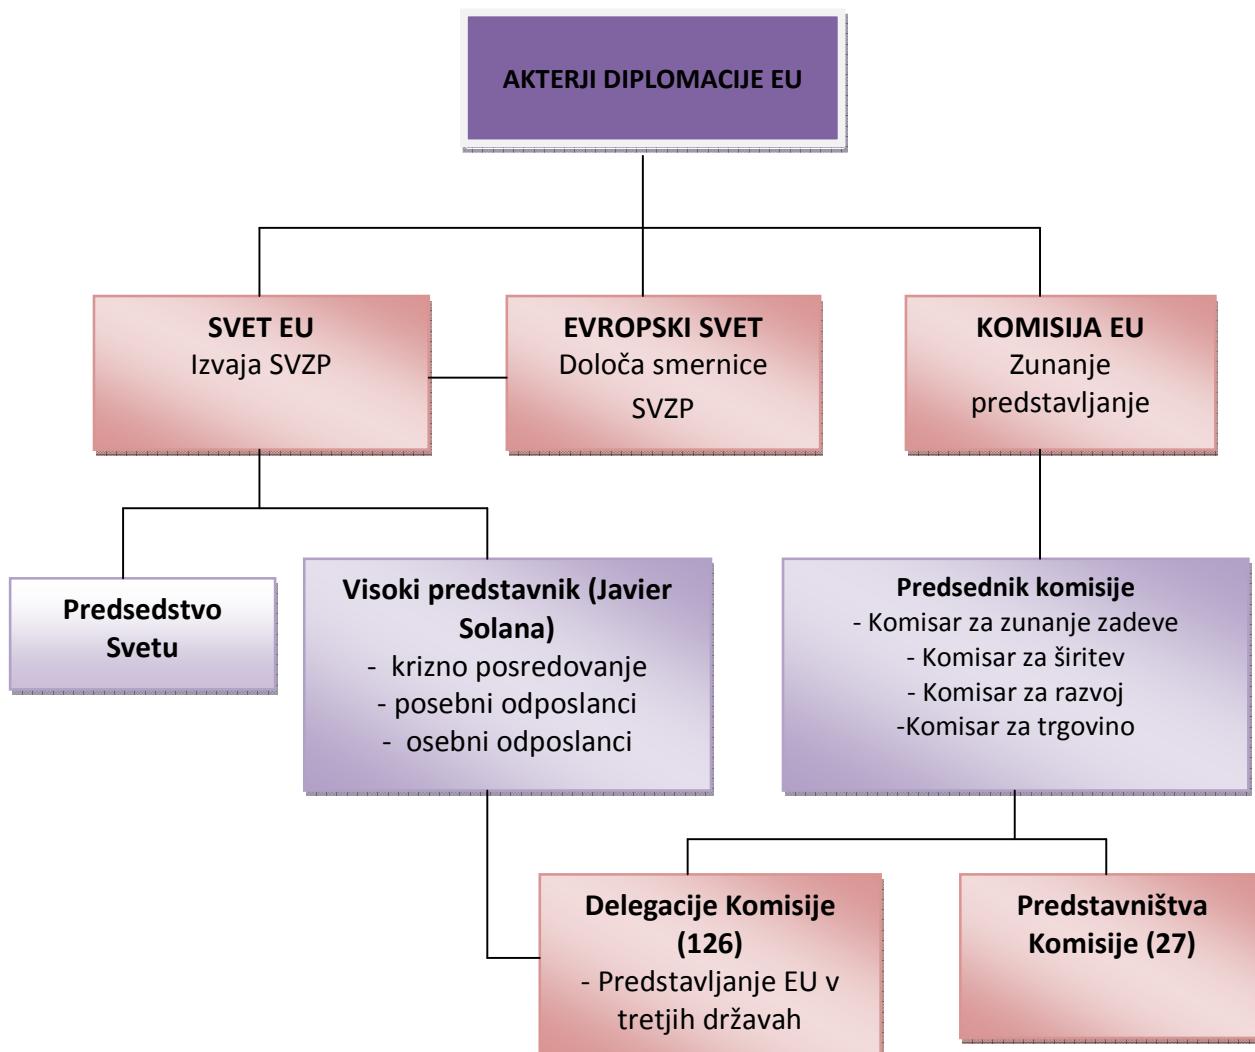 AKTERJI DIPLOMACIJE EU
SVET EU
Izvaja SVZP
EVROPSKI SVET
Določa smernice
SVZP
KOMISIJA EU
Zunanje
predstavljanje
Predsedstvo
Svetu
Visoki predstavnik (Javier
Solana)
- krizno posredovanje
- posebni odposlanci
- osebni odposlanci
Predsednik komisije
- Komisar za zunanje zadeve
- Komisar za širitev
- Komisar za razvoj
-Komisar za trgovino
Delegacije Komisije
(126)
- Predstavljanje EU v
tretjih državah
Predstavništva
Komisije (27)